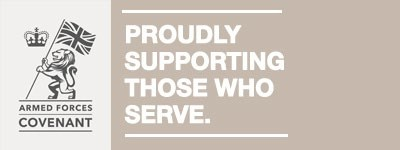 ARMED FORCES
COVENANT
PROUDLY
SUPPORTING
THOSE WHO
SERVE.